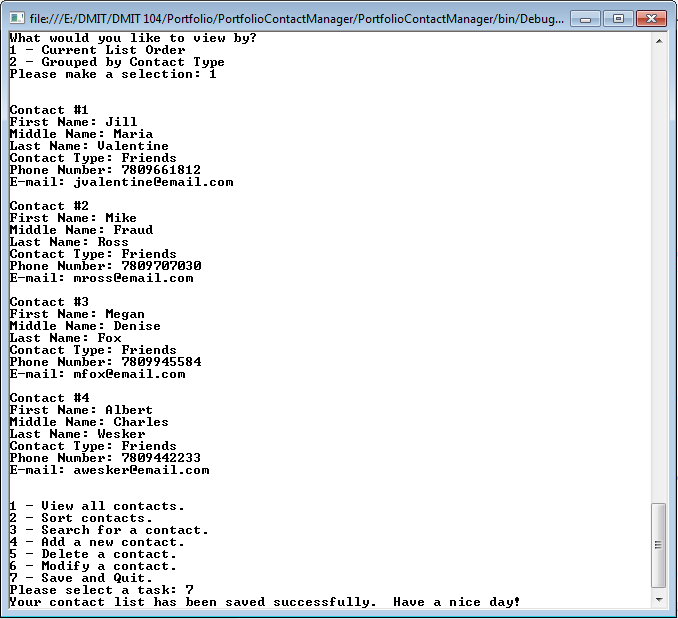 file:///E:/DMIT/DMIT 104/Portfolio/PortfolioContactManager/PortfolioContactManager/bin/Debug...
What would you like to view by?
1 - Current List Order
2 - Grouped by Contact Type
Please make a selection: 1
Contact #1
First Name: Jill
Middle Name: Maria
Last Name: Valentine
Contact Type: Friends
Phone Number: 7809661812
E-mail: jvalentine@email.com
Contact #2
First Name: Mike
Middle Name: Fraud
Last Name: Ross
Contact Type: Friends
Phone Number: 7809707030
E-mail: mross@email.com
Contact #3
First Name: Megan
Middle Name: Denise
Last Name: Fox
Contact Type: Friends
Phone Number: 7809945584
E-mail: mfox@email.com
Contact #4
First Name: Albert
Middle Name: Charles
Last Name: Wesker
Contact Type: Friends
Phone Number: 7809442233
E-mail: awesker@email.com
1 - View all contacts.
2 - Sort contacts.
3 - Search for a contact.
4 - Add a new contact.
5 - Delete a contact.
6 - Modify a contact.
7 - Save and Quit.
Please select a task: 7
Your contact list has been saved successfully.  Have a nice day!